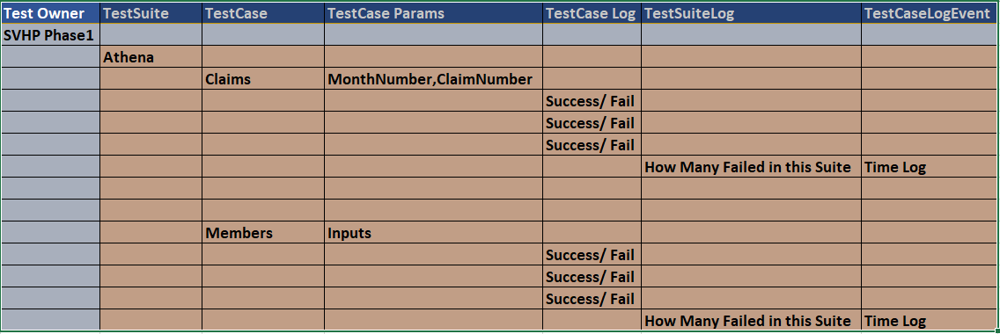 Test Owner TestSuite TestCase TestCase Params TestCase Log TestSuiteLog TestCaseLogEvent
SVHP Phase1
Athena
Claims MonthNumber,ClaimNumber
Success/ Fail
Success/ Fail
Success/ Fail
How Many Failed in this Suite Time Log
Members Inputs
Success/ Fail
Success/ Fail
Success/ Fail
How Many Failed in this Suite Time Log